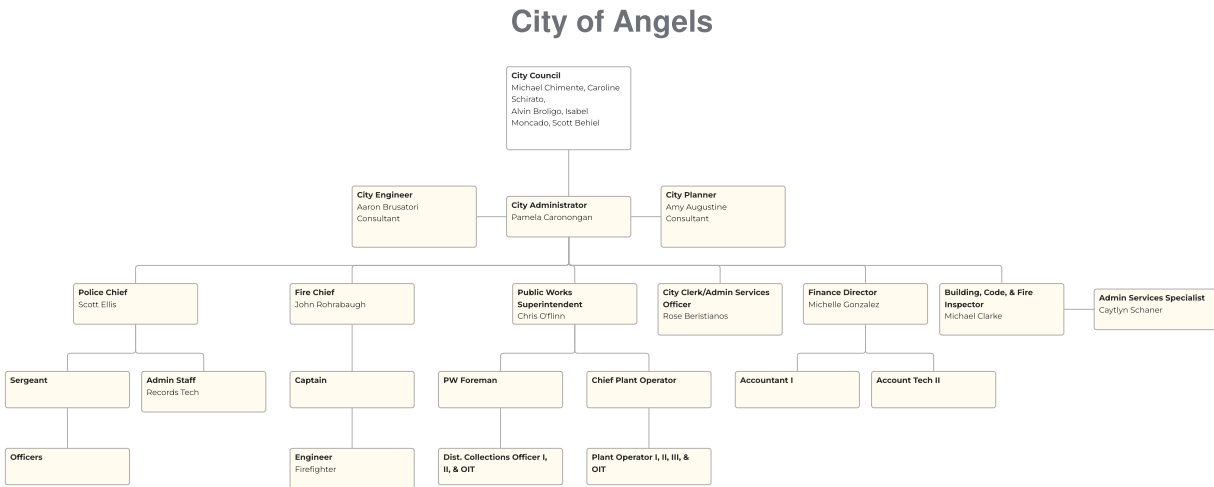 City of Angels
City Council
Michael Chimente, Caroline
Schirato,
Alvin Broligo, Isabel
Moncado, Scott Behiel
City Engineer
Aaron Brusatori
Consultant
City Administrator
Pamela Caronongan
City Planner
Amy Augustine
Consultant
Police Chief
Scott Ellis
Fire Chief
John Rohrabaugh
Public Works
Superintendent
Chris O'flinn
City Clerk/Admin Services
Officer
Rose Beristianos
Finance Director
Michelle Gonzalez
Building, Code, & Fire
Inspector
Michael Clarke
Admin Services Specialist
Caytlyn Schaner
Sergeant
Admin Staff
Records Tech
Captain
PW Foreman
Chief Plant Operator
Accountant I
Account Tech II
Officers
Engineer
Firefighter
Dist. Collections Officer I,
II, & OIT
Plant Operator I, II, III, &
OIT